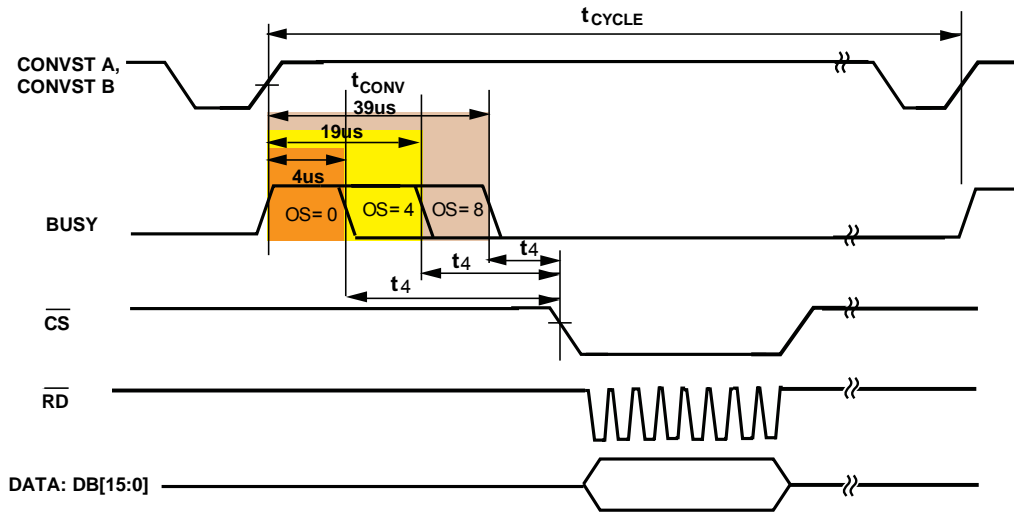 tCYCLE
CONVST A,
CONVST B
tCONV
39us
19us
4us
BUSY
OS= 0
OS= 4
OS= 8
t4
t4
t4
CS
RD
DATA: DB[15:0]